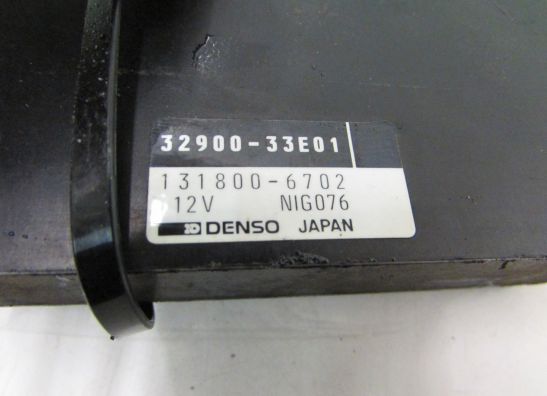 32900-33E01
131800-6702
12V NIG076
DENSO JAPAN